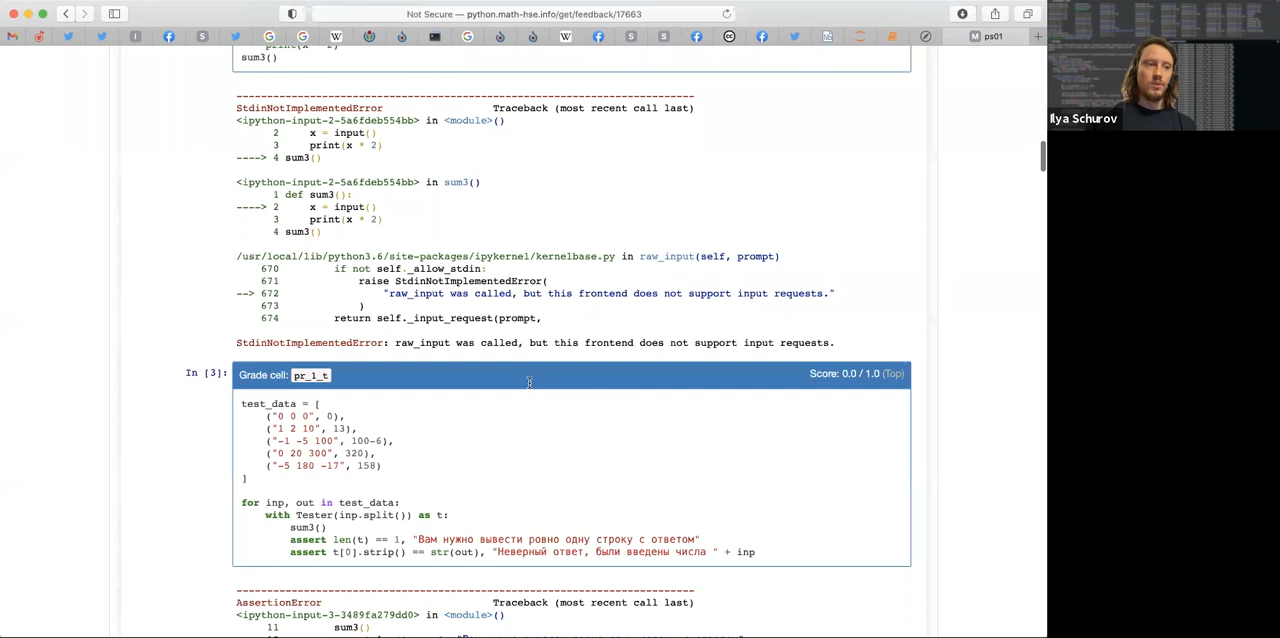 Not Secure — python.math-hse.info/get/feedback/17663
ps01
sum3()
Ilya Schurov
StdinNotImplementedError Traceback (most recent call last)
<ipython-input-2-5a6fdeb554bb> in <module>()
2 x = input()
3 print(x * 2)
----> 4 sum3()
<ipython-input-2-5a6fdeb554bb> in sum3()
1 def sum3():
----> 2 x = input()
3 print(x * 2)
4 sum3()
/usr/local/lib/python3.6/site-packages/ipykernel/kernelbase.py in raw_input(self, prompt)
670 if not self._allow_stdin:
671 raise StdinNotImplementedError(
--> 672 "raw_input was called, but this frontend does not support input requests."
673 )
674 return self._input_request(prompt,
StdinNotImplementedError: raw_input was called, but this frontend does not support input requests.
In [3]:
Grade cell: pr_1_t Score: 0.0 / 1.0 (Top)
test_data = [
("0 0 0", 0),
("1 2 10", 13),
("-1 -5 100", 100-6),
("0 20 300", 320),
("-5 180 -17", 158)
]
for inp, out in test_data:
with Tester(inp.split()) as t:
sum3()
assert len(t) == 1, "Вам нужно вывести ровно одну строку с ответом"
assert t[0].strip() == str(out), "Неверный ответ, были введены числа " + inp
AssertionError Traceback (most recent call last)
<ipython-input-3-3489fa279dd0> in <module>()
11 sum3()